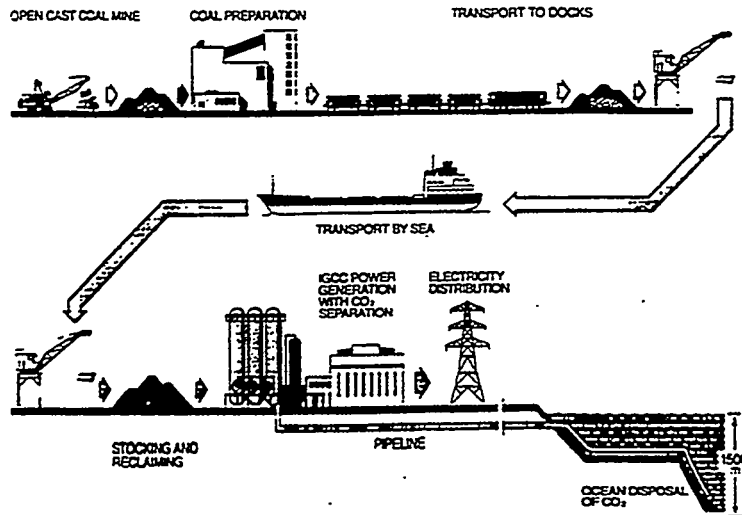 OPEN CAST COAL MINE
COAL PREPARATION
TRANSPORT TO DOCKS
TRANSPORT BY SEA
IGCC POWER
GENERATION
WITH CO₂
SEPARATION
ELECTRICITY
DISTRIBUTION
STOCKING AND
RECLAIMING
PIPELINE
OCEAN DISPOSAL
OF CO₂